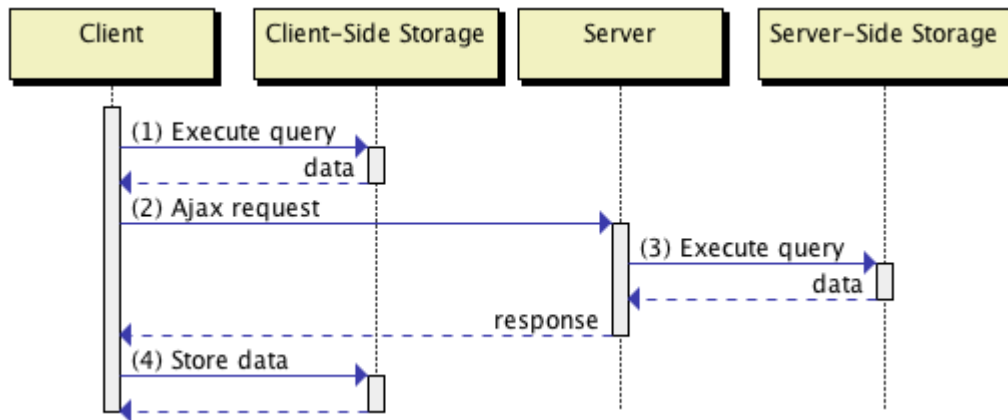 Client
Client-Side Storage
Server
Server-Side Storage
(1) Execute query
data
(2) Ajax request
(3) Execute query
data
response
(4) Store data